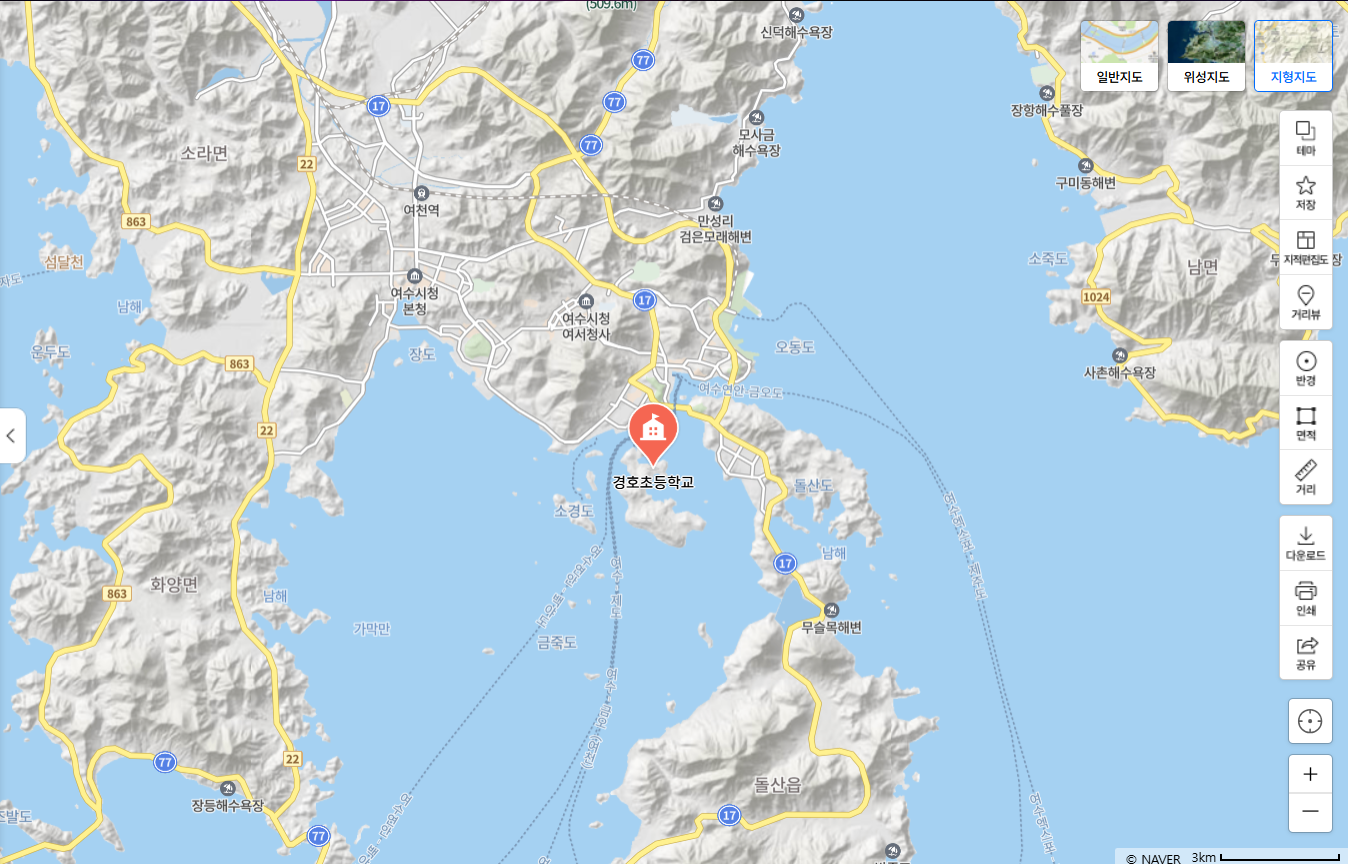 (509.6m)
신덕해수욕장
일반지도
위성지도
지형지도
77
17
77
장항해수풀장
모사금
해수욕장
테마
77
소라면
22
구미동해변
여천역
저장
863
만성리
검은모래해변
섬달천
소죽도
남면
지적편집도
여수시청
본청
남해
17
1024
거리뷰
여수시청
여서청사
운두도
장도
오동도
863
사촌해수욕장
반경
여수연안 금오도
22
면적
경호초등학교
돌산도
거리
소경도
남해
17
다운로드
화양면
863
남해
인쇄
무슬목해변
가막만
금죽도
공유
여수-제도
22
77
돌산읍
장등해수욕장
17
77
© NAVER
3km